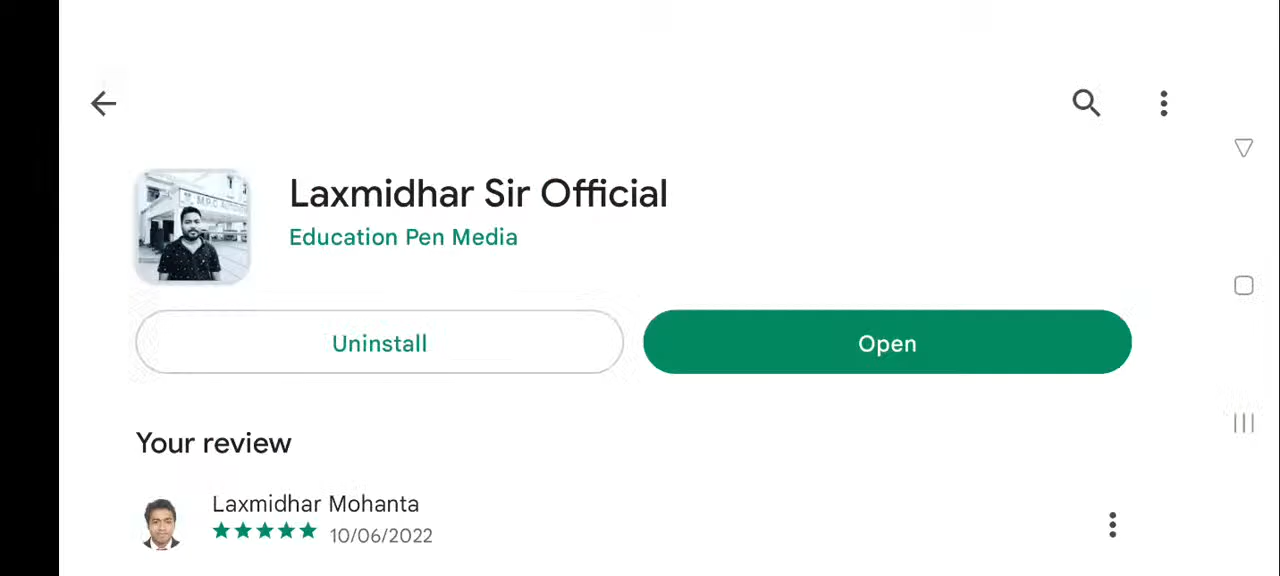 Laxmidhar Sir Official
Education Pen Media
Uninstall
Open
Your review
Laxmidhar Mohanta
10/06/2022